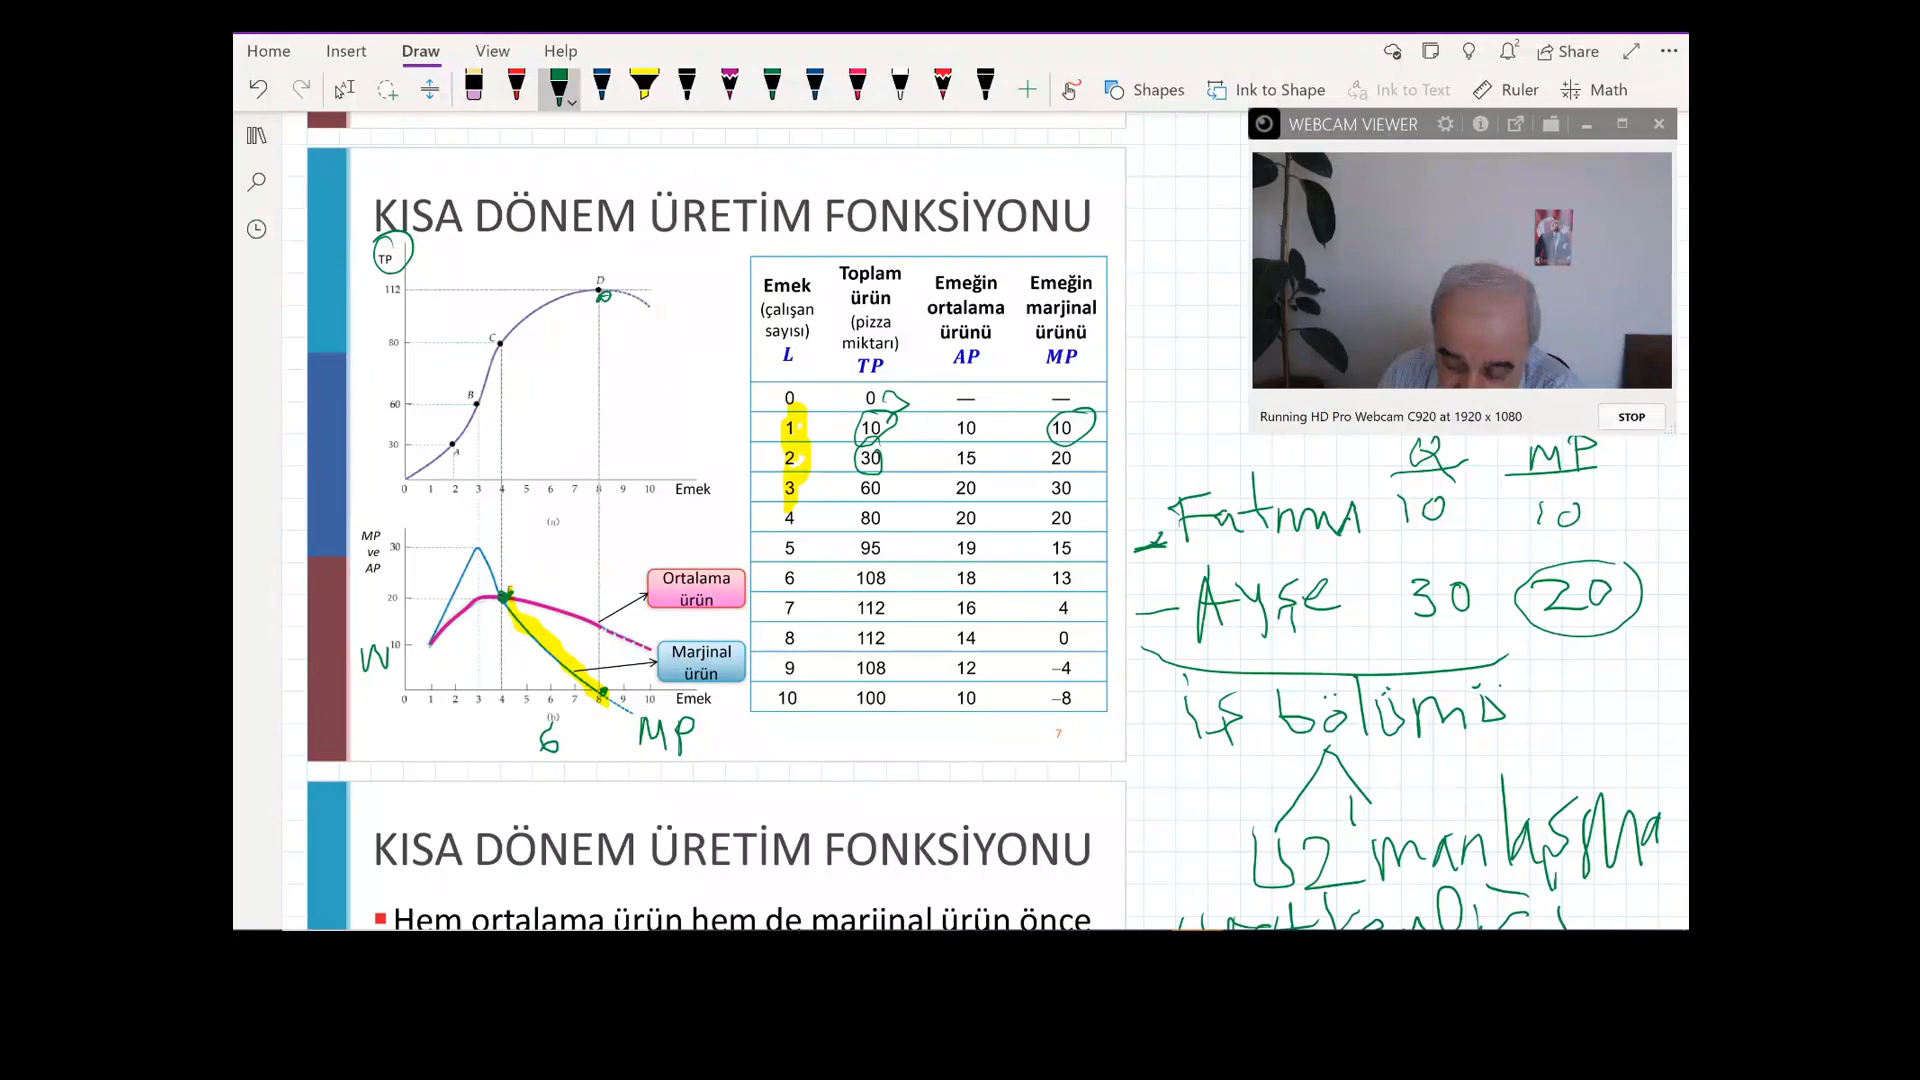 Home Insert Draw View Help
2 Share
Shapes Ink to Shape Ink to Text Ruler Math
WEBCAM VIEWER
Running HD Pro Webcam C920 at 1920 x 1080 STOP
KISA DÖNEM ÜRETİM FONKSİYONU
TP
112
80
60
30
A
B
C
D
0 1 2 3 4 5 6 7 8 9 10 Emek
(a)
MP
ve
AP
30
20
10
W
Ortalama
ürün
Marjinal
ürün
0 1 2 3 4 5 6 7 8 9 10 Emek
(b)
6
MP
Emek (çalışan sayısı) L Toplam ürün (pizza miktarı) TP Emeğin ortalama ürünü AP Emeğin marjinal ürünü MP
0 0 — —
1 10 10 10
2 30 15 20
3 60 20 30
4 80 20 20
5 95 19 15
6 108 18 13
7 112 16 4
8 112 14 0
9 108 12 –4
10 100 10 –8
7
Q MP
Fatma 10 10
Ayşe 30 20
iş bölümü
uzmanlaşma
KISA DÖNEM ÜRETİM FONKSİYONU
Hem ortalama ürün hem de marjinal ürün önce